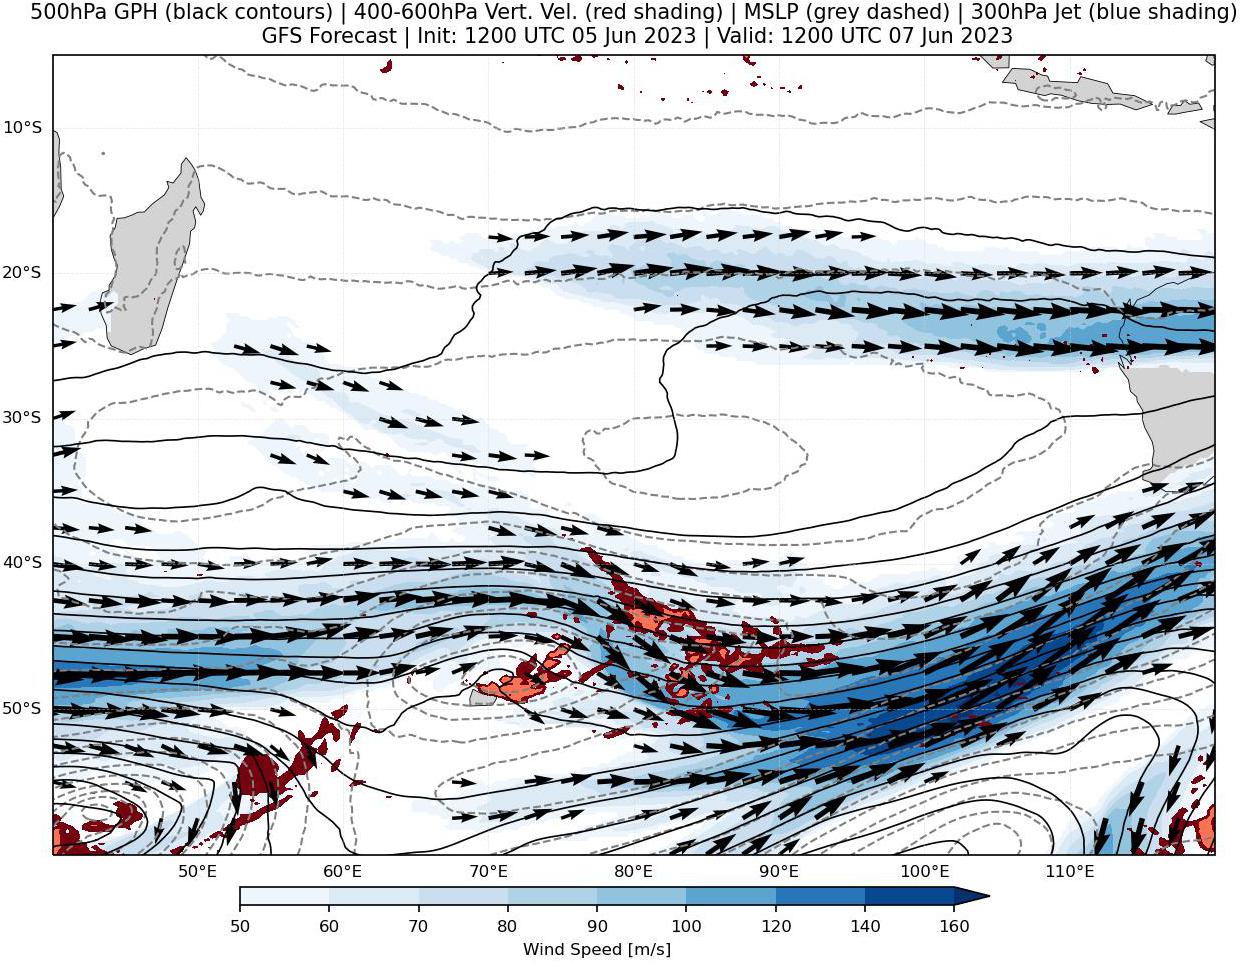 500hPa GPH (black contours) | 400-600hPa Vert. Vel. (red shading) | MSLP (grey dashed) | 300hPa Jet (blue shading)
GFS Forecast | Init: 1200 UTC 05 Jun 2023 | Valid: 1200 UTC 07 Jun 2023
10°S
20°S
30°S
40°S
50°S
50°E 60°E 70°E 80°E 90°E 100°E 110°E
50 60 70 80 90 100 120 140 160
Wind Speed [m/s]